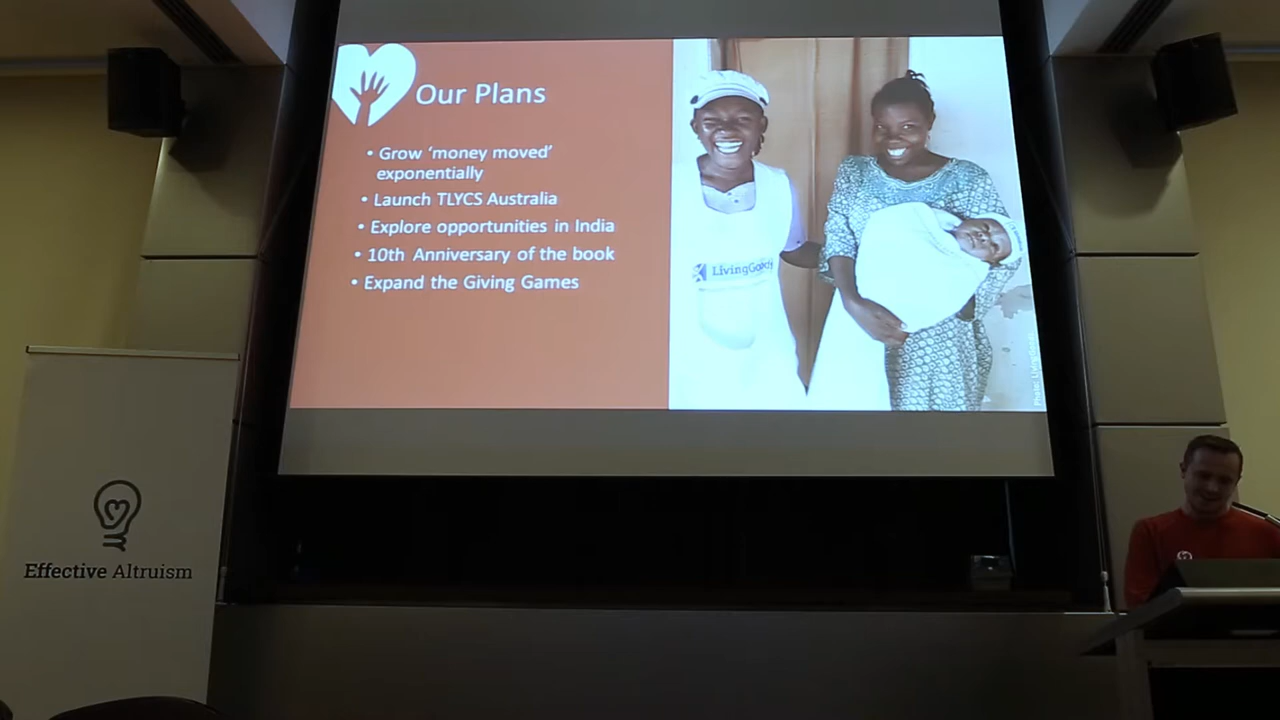 Our Plans
• Grow ‘money moved’
exponentially
• Launch TLYCS Australia
• Explore opportunities in India
• 10th Anniversary of the book
• Expand the Giving Games
LivingGoods
Effective Altruism